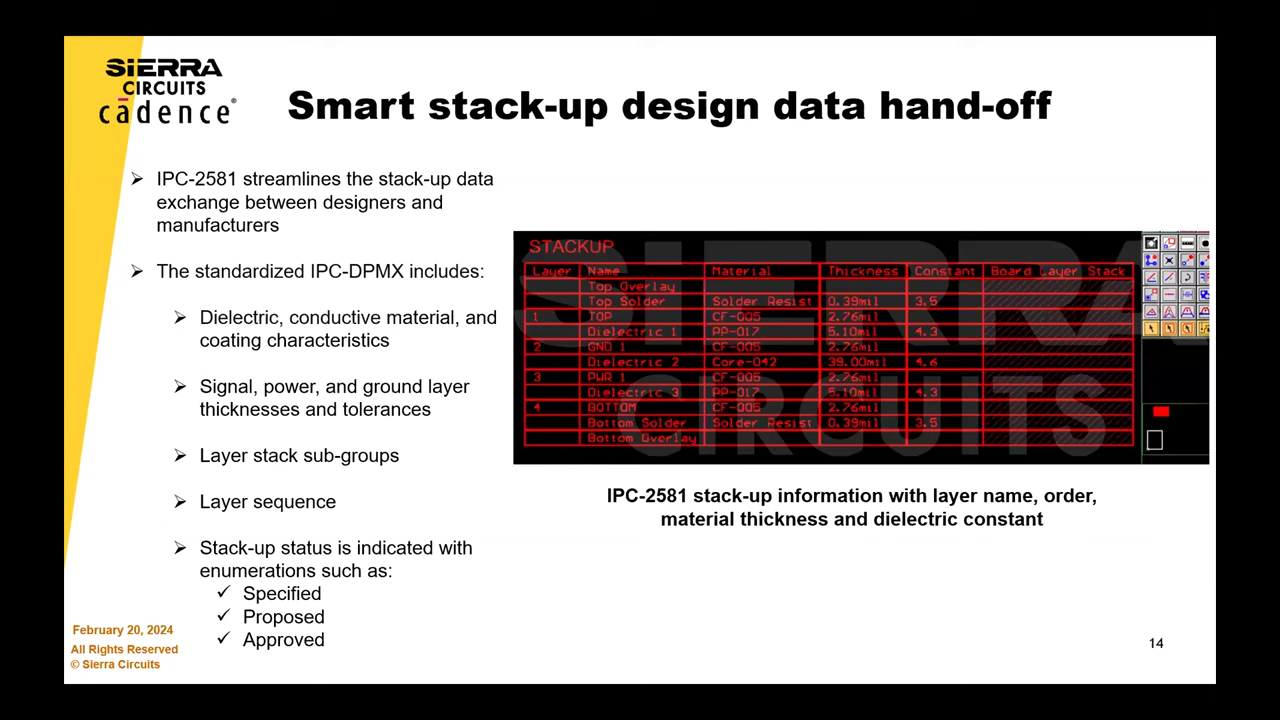 SIERRA
CIRCUITS
cādence®
Smart stack-up design data hand-off
IPC-2581 streamlines the stack-up data
exchange between designers and
manufacturers
The standardized IPC-DPMX includes:
Dielectric, conductive material, and
coating characteristics
Signal, power, and ground layer
thicknesses and tolerances
Layer stack sub-groups
Layer sequence
Stack-up status is indicated with
enumerations such as:
Specified
Proposed
Approved
STACKUP
Layer Name Material Thickness Constant Board Layer Stack
Top Overlay
Top Solder Solder Resist 0.39mil 3.5
1 TOP CF-005 2.76mil
Dielectric 1 PP-017 5.10mil 4.3
2 GND 1 CF-005 2.76mil
Dielectric 2 Core-042 39.00mil 4.6
3 PWR 1 CF-005 2.76mil
Dielectric 3 PP-017 5.10mil 4.3
4 BOTTOM CF-005 2.76mil
Bottom Solder Solder Resist 0.39mil 3.5
Bottom Overlay
SIERRA
CIRCUITS
IPC-2581 stack-up information with layer name, order,
material thickness and dielectric constant
February 20, 2024
All Rights Reserved
© Sierra Circuits
14